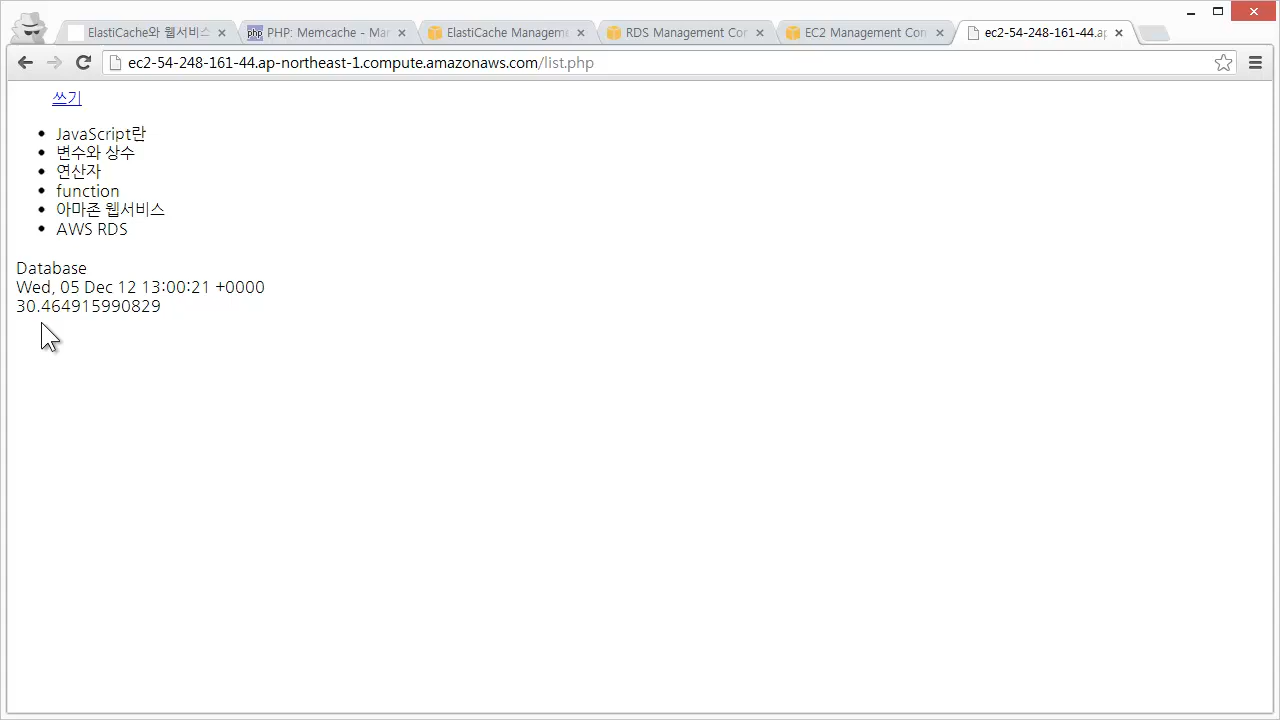 ElastiCache와 웹서비스
PHP: Memcache - Mar
ElastiCache Managem
RDS Management Con
EC2 Management Con
ec2-54-248-161-44.ap
ec2-54-248-161-44.ap-northeast-1.compute.amazonaws.com/list.php
쓰기
JavaScript란
변수와 상수
연산자
function
아마존 웹서비스
AWS RDS
Database
Wed, 05 Dec 12 13:00:21 +0000
30.464915990829